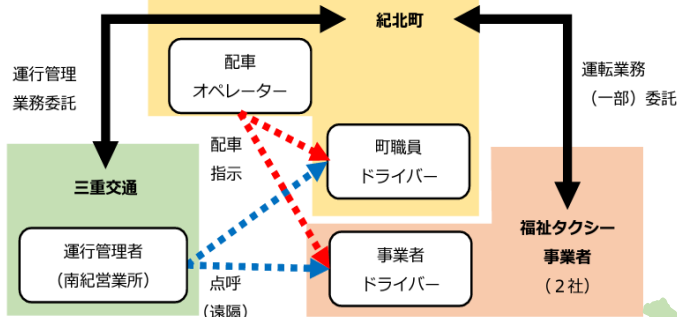 紀北町
配車
オペレーター
運行管理
業務委託
運転業務
（一部）委託
配車
指示
町職員
ドライバー
三重交通
福祉タクシー
事業者
（２社）
運行管理者
（南紀営業所）
事業者
ドライバー
点呼
（遠隔）